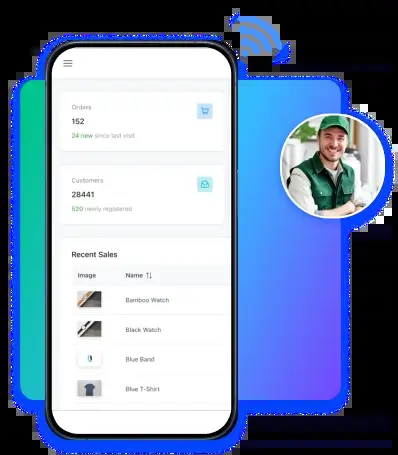 Orders
152
24 new since last visit
Customers
28441
520 newly registered
Recent Sales
Image Name
Bamboo Watch
Black Watch
Blue Band
Blue T-Shirt